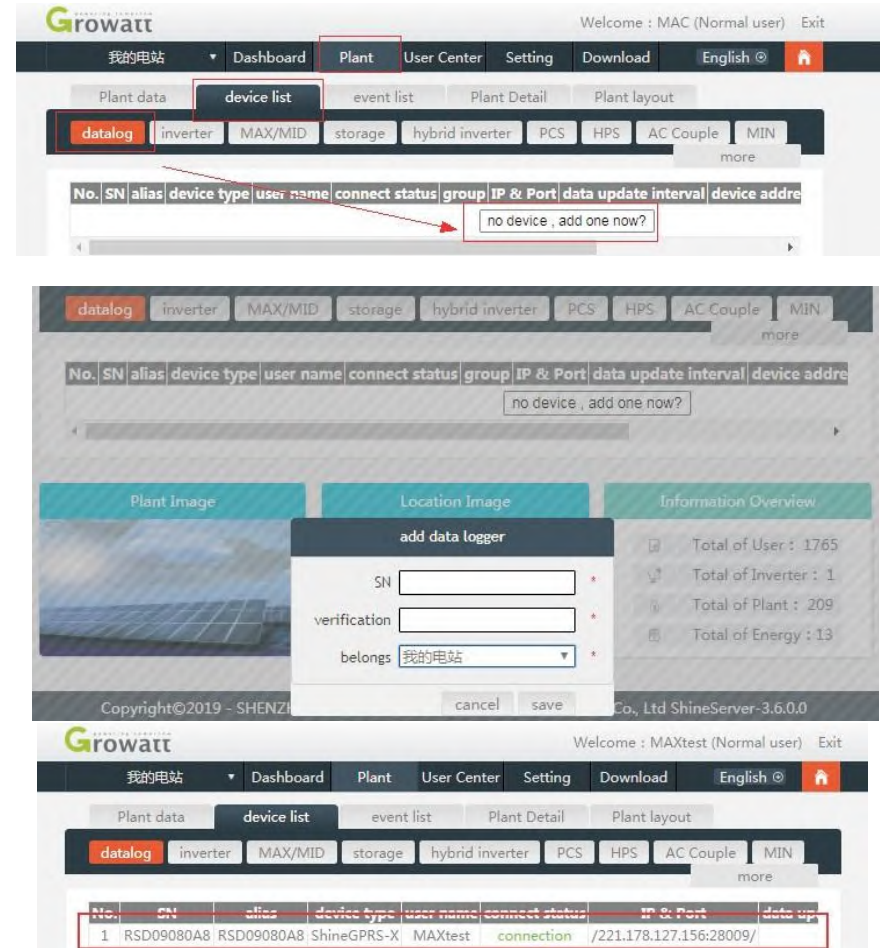 Growatt Welcome : MAC (Normal user) Exit
我的电站 ▼ Dashboard Plant User Center Setting Download English
Plant data device list event list Plant Detail Plant layout
datalog inverter MAX/MID storage hybrid inverter PCS HPS AC Couple MIN
more
No. SN alias device type user name connect status group IP & Port data update interval device addre
no device , add one now?
datalog inverter MAX/MID storage hybrid inverter PCS HPS AC Couple MIN
more
No. SN alias device type user name connect status group IP & Port data update interval device addre
no device , add one now?
Plant Image Location Image Information Overview
add data logger
Total of User : 1765
SN *
Total of Inverter : 1
verification *
Total of Plant : 209
belongs 我的电站 ▼ *
Total of Energy : 13
cancel save
Copyright©2019 - SHENZ Co., Ltd ShineServer-3.6.0.0
Growatt Welcome : MAXtest (Normal user) Exit
我的电站 ▼ Dashboard Plant User Center Setting Download English
Plant data device list event list Plant Detail Plant layout
datalog inverter MAX/MID storage hybrid inverter PCS HPS AC Couple MIN
more
No. SN alias device type user name connect status IP & Port data up
1 RSD09080A8 RSD09080A8 ShineGPRS-X MAXtest connection /221.178.127.156:28009/